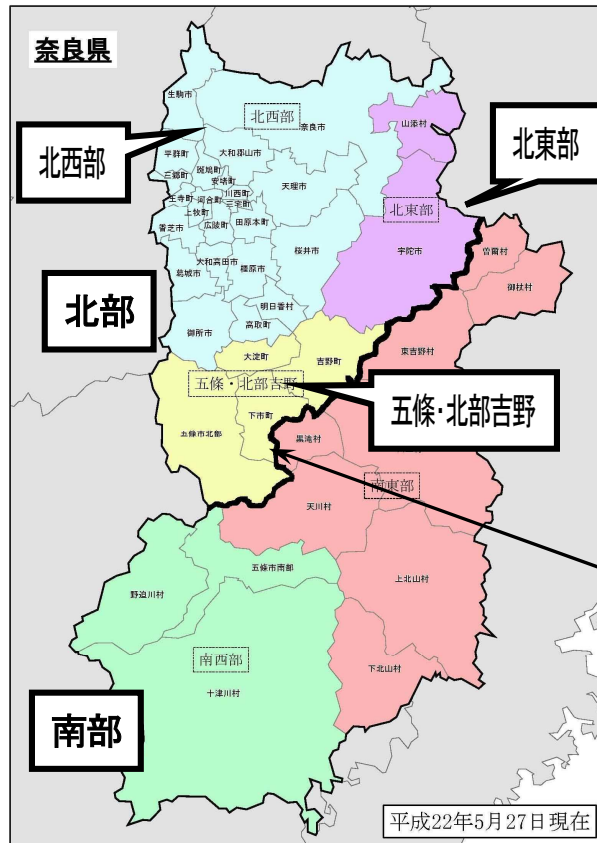 奈良県
生駒市
北西部
奈良市
山添村
北西部
北東部
平群町
大和郡山市
三郷町
斑鳩町
安堵町
天理市
川西町
三宅町
王寺町
河合町
上牧町
広陵町
田原本町
香芝市
北東部
宇陀市
桜井市
曽爾村
御杖村
大和高田市
橿原市
葛城市
北部
明日香村
高取町
御所市
大淀町
吉野町
東吉野村
五條・北部吉野
五條・北部吉野
下市町
五條市北部
黒滝村
南東部
天川村
五條市南部
野迫川村
上北山村
南西部
下北山村
十津川村
南部
平成22年5月27日現在